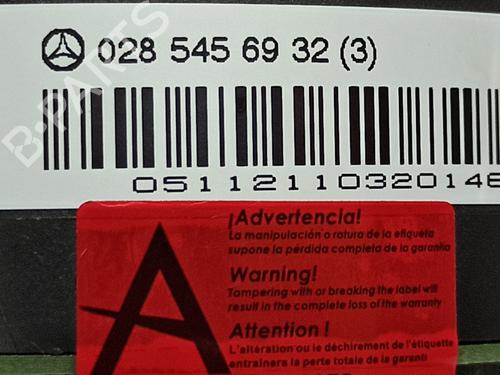 028 545 69 32 (3)
B-PARTS
0511211032014
¡Advertencia!
La manipulación o rotura de la etiqueta
supone la pérdida completa de la garantía
Warning!
Tampering with or breaking the label will
result in the complete loss of the warranty
Attention !
L'altération ou le déchirement de l'étiquette
entraînera la perte totale de la garanti